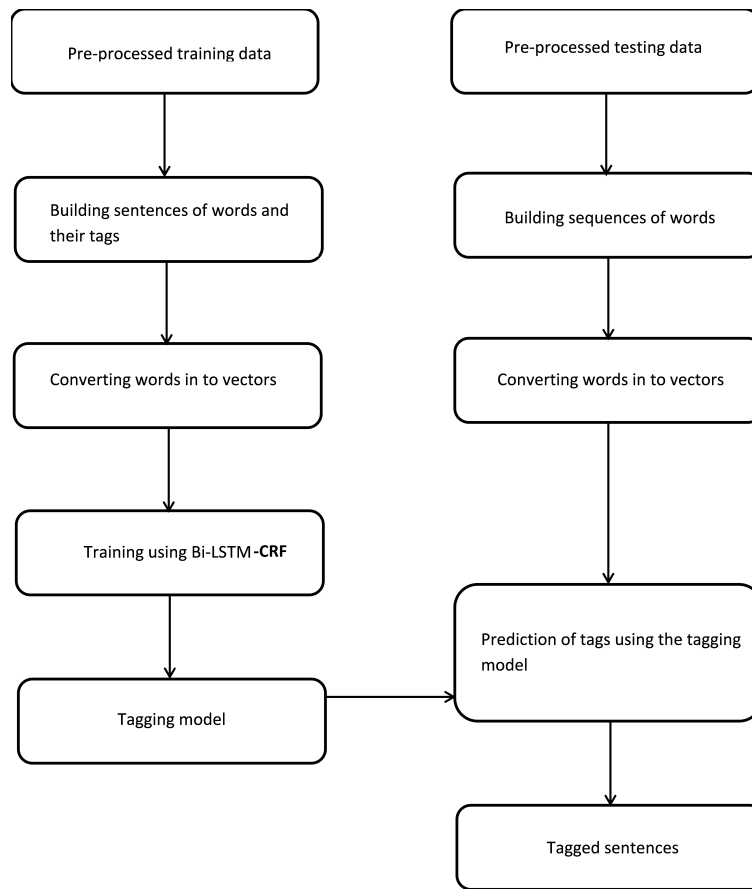 Pre-processed training data
Building sentences of words and
their tags
Converting words in to vectors
Training using Bi-LSTM-CRF
Tagging model
Pre-processed testing data
Building sequences of words
Converting words in to vectors
Prediction of tags using the tagging
model
Tagged sentences